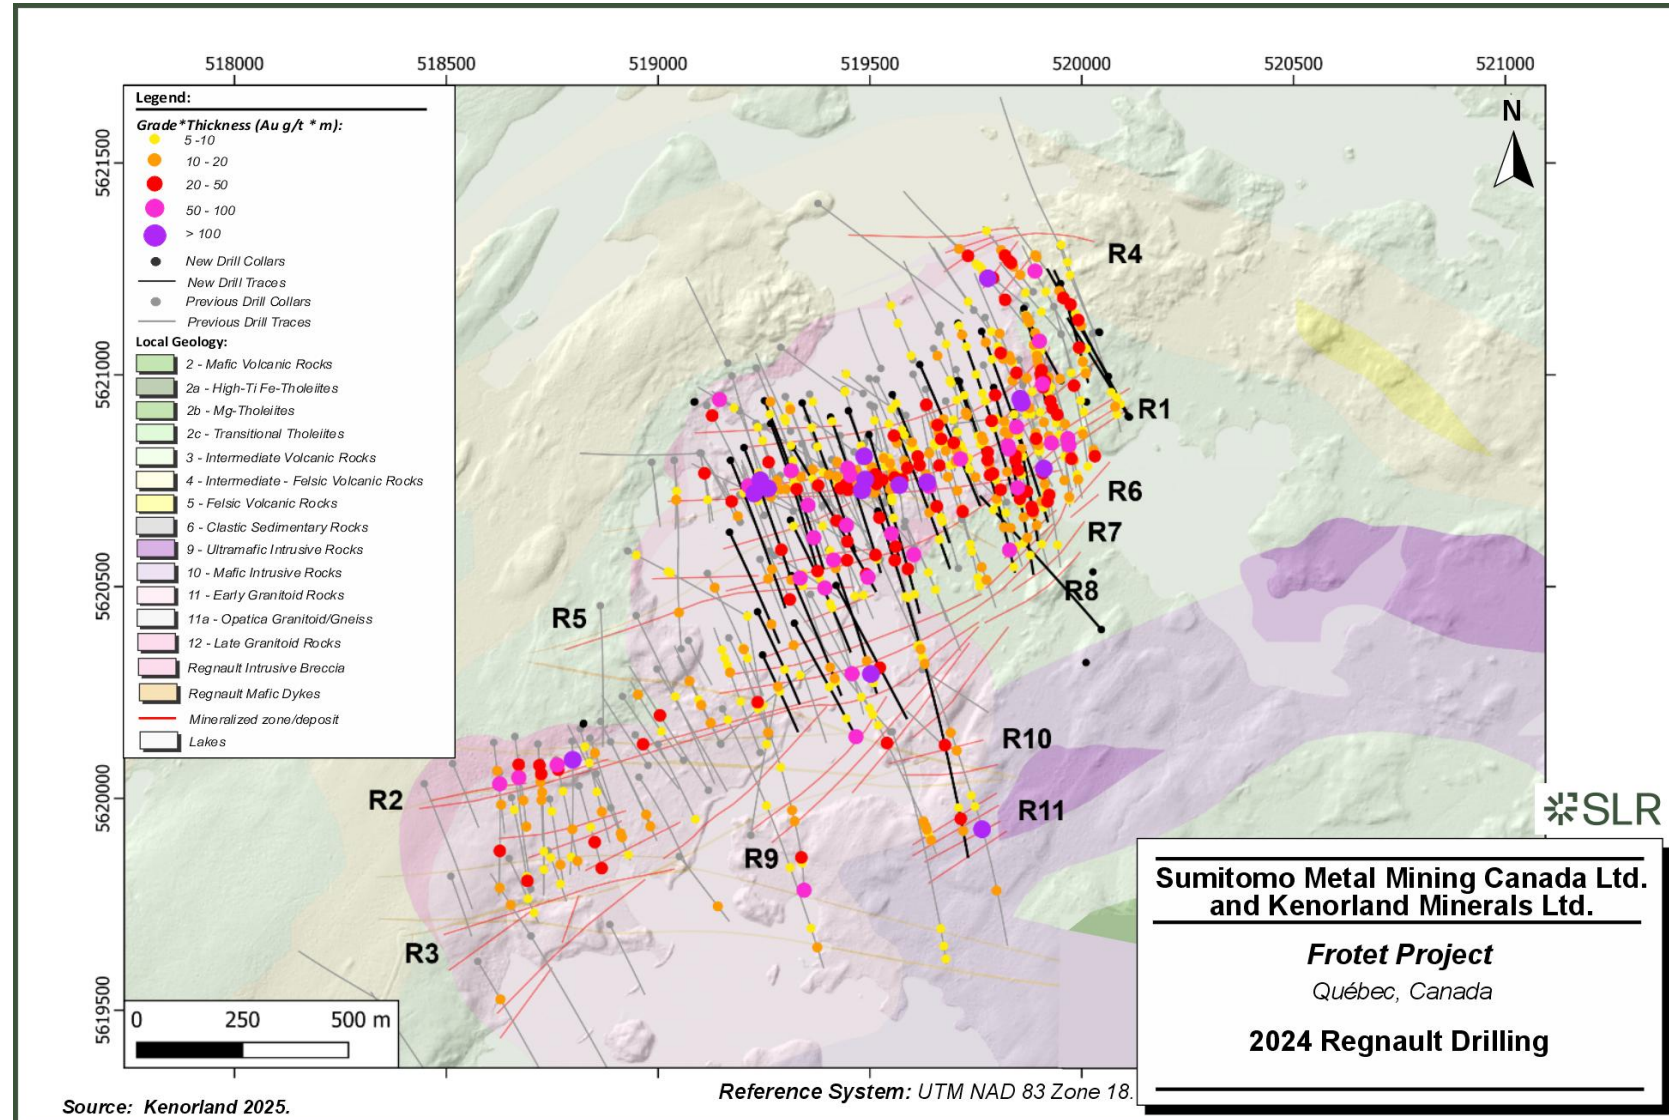 518000
518500
519000
519500
520000
520500
521000
5621500
5621000
5620500
5620000
5619500
Legend:
Grade*Thickness (Au g/t * m):
5 -10
10 - 20
20 - 50
50 - 100
> 100
New Drill Collars
New Drill Traces
Previous Drill Collars
Previous Drill Traces
Local Geology:
2 - Mafic Volcanic Rocks
2a - High-Ti Fe-Tholeiites
2b - Mg-Tholeiites
2c - Transitional Tholeiites
3 - Intermediate Volcanic Rocks
4 - Intermediate - Felsic Volcanic Rocks
5 - Felsic Volcanic Rocks
6 - Clastic Sedimentary Rocks
9 - Ultramafic Intrusive Rocks
10 - Mafic Intrusive Rocks
11 - Early Granitoid Rocks
11a - Opatica Granitoid/Gneiss
12 - Late Granitoid Rocks
Regnault Intrusive Breccia
Regnault Mafic Dykes
Mineralized zone/deposit
Lakes
N
R4
R1
R6
R7
R8
R5
R10
R2
R11
R9
R3
0 250 500 m
SLR
Sumitomo Metal Mining Canada Ltd.
and Kenorland Minerals Ltd.
Frotet Project
Québec, Canada
2024 Regnault Drilling
Reference System: UTM NAD 83 Zone 18.
Source: Kenorland 2025.